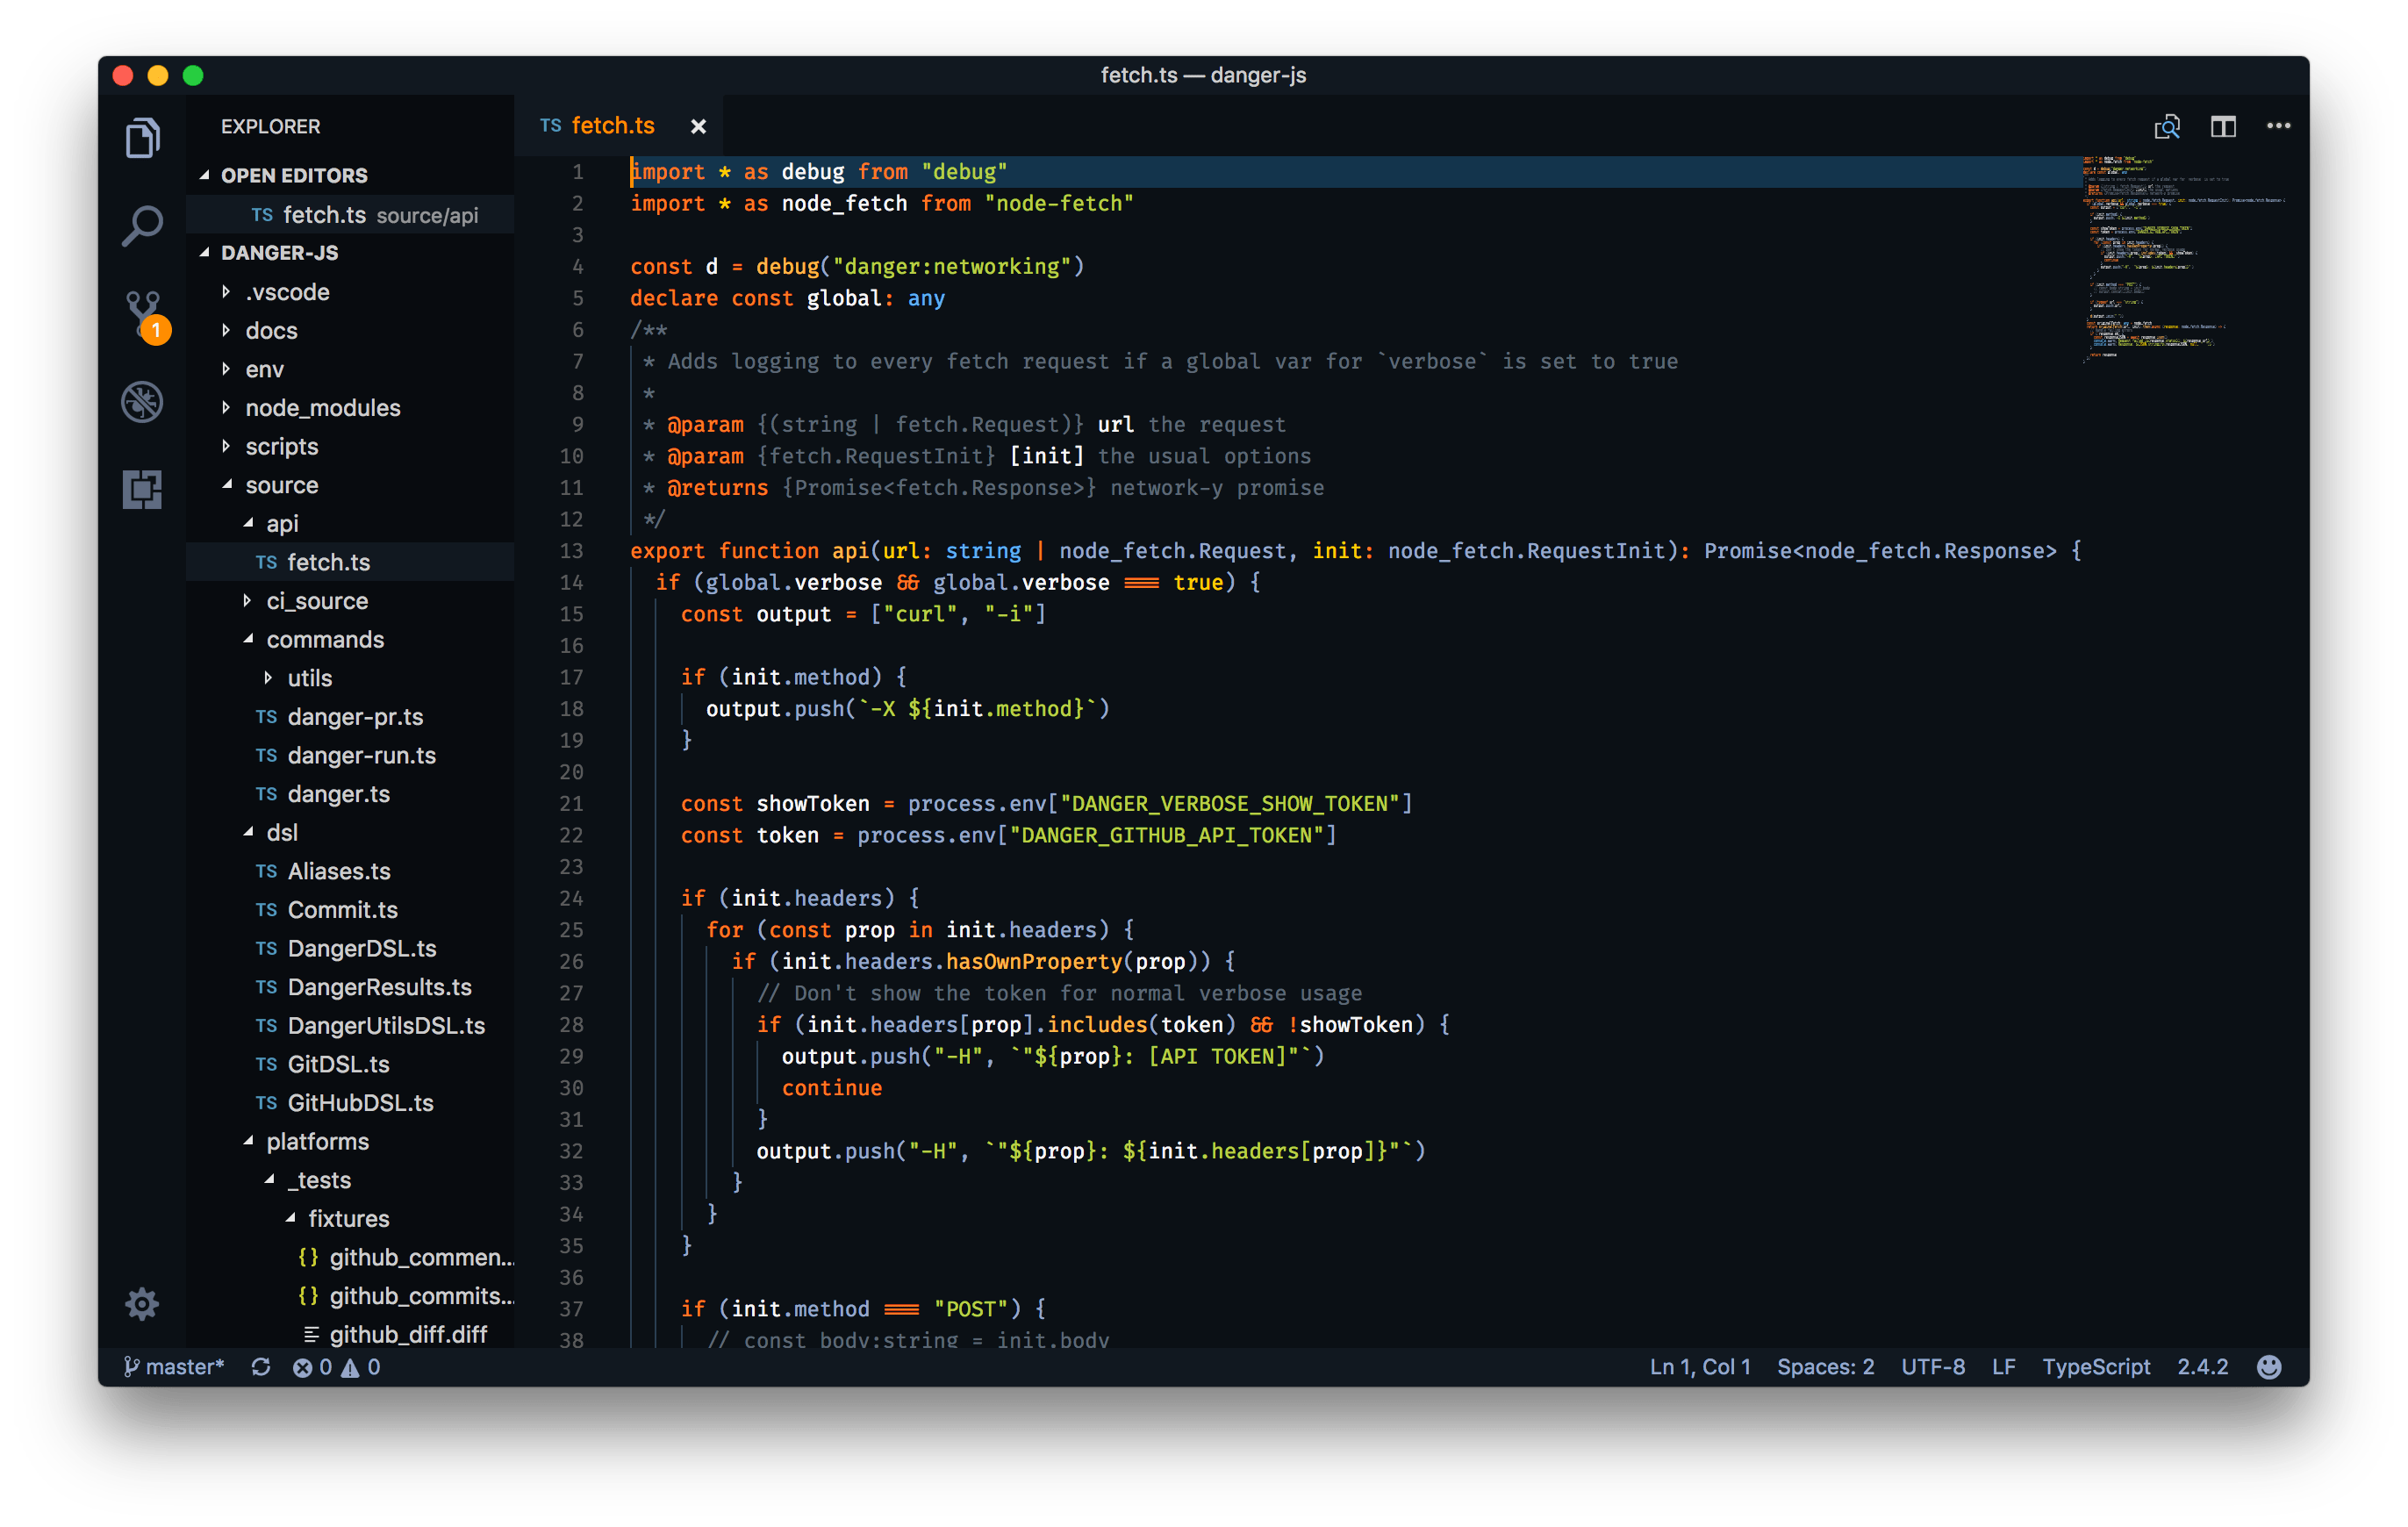 fetch.ts — danger-js
EXPLORER
OPEN EDITORS
TS fetch.ts source/api
DANGER-JS
.vscode
docs
env
node_modules
scripts
source
api
TS fetch.ts
ci_source
commands
utils
TS danger-pr.ts
TS danger-run.ts
TS danger.ts
dsl
TS Aliases.ts
TS Commit.ts
TS DangerDSL.ts
TS DangerResults.ts
TS DangerUtilsDSL.ts
TS GitDSL.ts
TS GitHubDSL.ts
platforms
_tests
fixtures
{} github_commen...
{} github_commits...
github_diff.diff
1
TS fetch.ts ×
1 import * as debug from "debug"
2 import * as node_fetch from "node-fetch"
3
4 const d = debug("danger:networking")
5 declare const global: any
6 /**
7 * Adds logging to every fetch request if a global var for `verbose` is set to true
8 *
9 * @param {(string | fetch.Request)} url the request
10 * @param {fetch.RequestInit} [init] the usual options
11 * @returns {Promise<fetch.Response>} network-y promise
12 */
13 export function api(url: string | node_fetch.Request, init: node_fetch.RequestInit): Promise<node_fetch.Response> {
14 if (global.verbose && global.verbose === true) {
15 const output = ["curl", "-i"]
16
17 if (init.method) {
18 output.push(`-X ${init.method}`)
19 }
20
21 const showToken = process.env["DANGER_VERBOSE_SHOW_TOKEN"]
22 const token = process.env["DANGER_GITHUB_API_TOKEN"]
23
24 if (init.headers) {
25 for (const prop in init.headers) {
26 if (init.headers.hasOwnProperty(prop)) {
27 // Don't show the token for normal verbose usage
28 if (init.headers[prop].includes(token) && !showToken) {
29 output.push("-H", `"${prop}: [API TOKEN]"`)
30 continue
31 }
32 output.push("-H", `"${prop}: ${init.headers[prop]}"`)
33 }
34 }
35 }
36
37 if (init.method === "POST") {
38 // const body:string = init.body
master* 0 0
Ln 1, Col 1 Spaces: 2 UTF-8 LF TypeScript 2.4.2